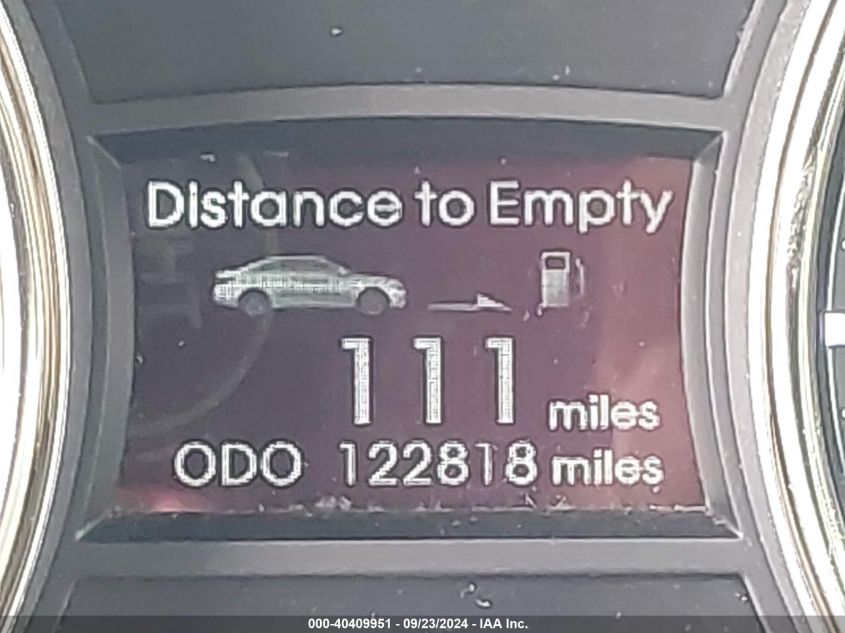 Distance to Empty
111 miles
ODO 122818 miles
000-40409951 - 09/23/2024 - IAA Inc.